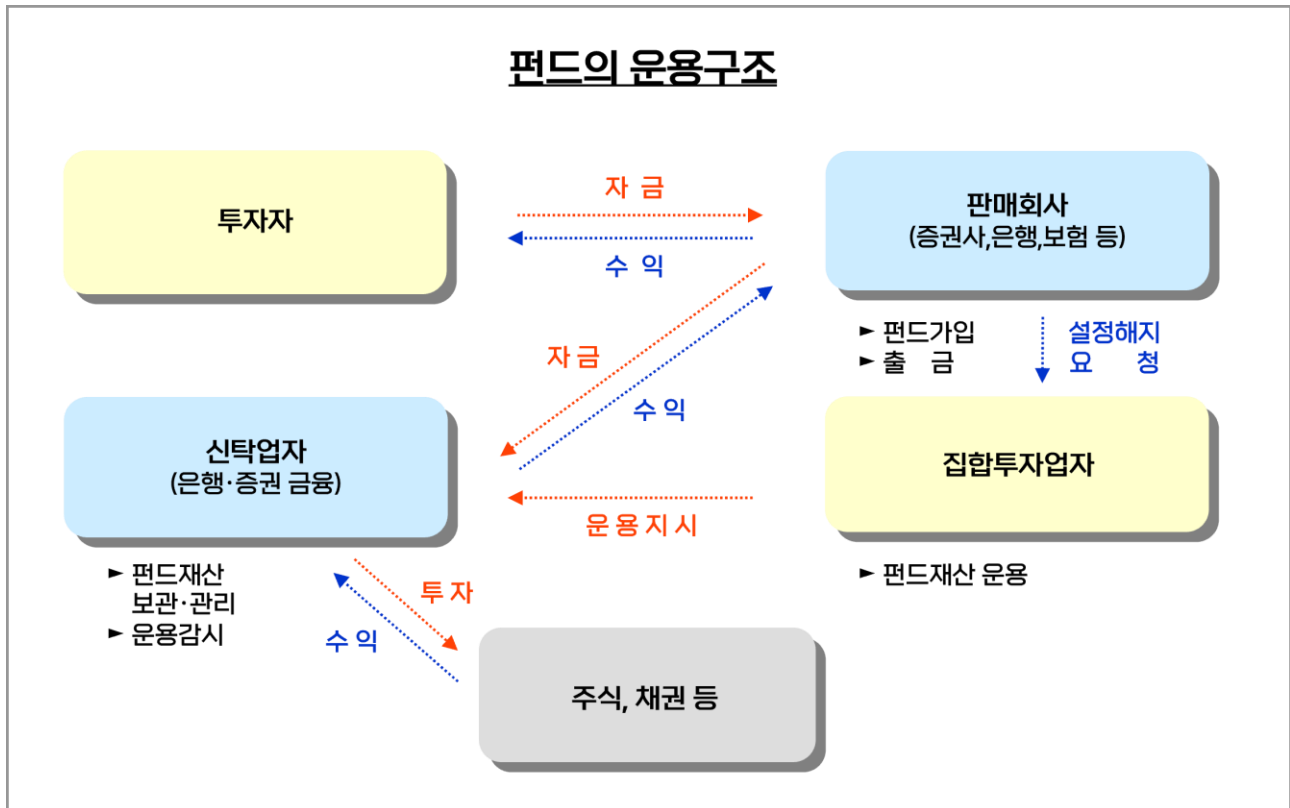 펀드의 운용구조
투자자
자 금
수 익
판매회사
(증권사,은행,보험 등)
► 펀드가입
► 출 금
설정해지
요 청
자 금
수 익
신탁업자
(은행·증권 금융)
운 용 지 시
집합투자업자
► 펀드재산
보관·관리
► 운용감시
► 펀드재산 운용
투 자
수 익
주식, 채권 등